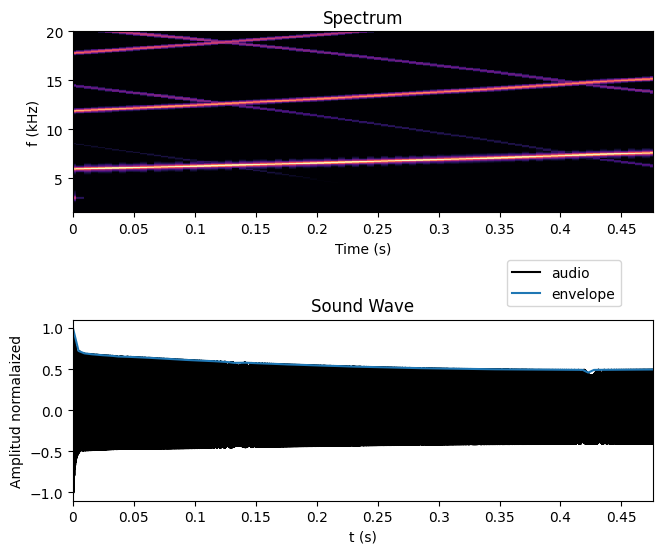 Spectrum
20
15
10
5
f (kHz)
0 0.05 0.1 0.15 0.2 0.25 0.3 0.35 0.4 0.45
Time (s)
audio
envelope
Sound Wave
1.0
0.5
0.0
−0.5
−1.0
Amplitud normalaized
0 0.05 0.1 0.15 0.2 0.25 0.3 0.35 0.4 0.45
t (s)